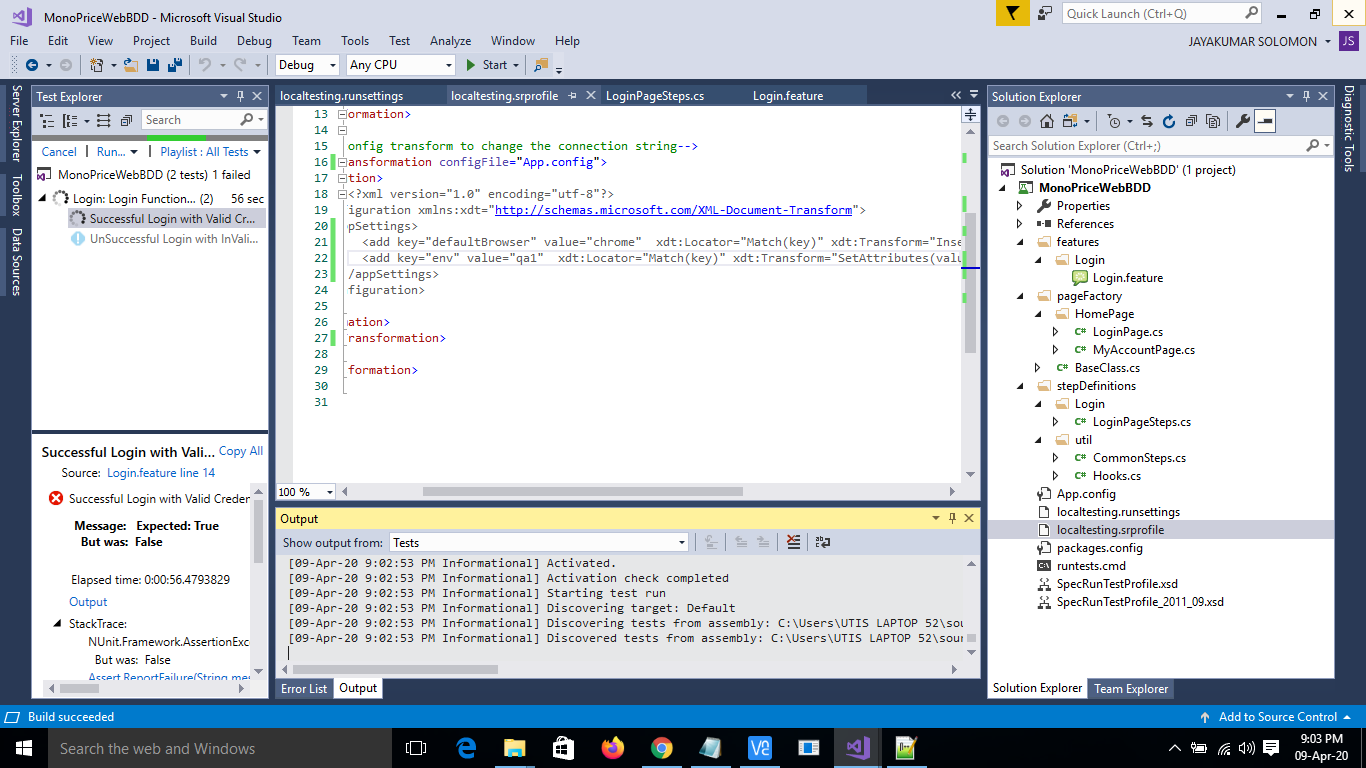 MonoPriceWebBDD - Microsoft Visual Studio
Quick Launch (Ctrl+Q)
File Edit View Project Build Debug Team Tools Test Analyze Window Help
JAYAKUMAR SOLOMON JS
Debug Any CPU Start
Server Explorer
Toolbox
Data Sources
Test Explorer
Search
Cancel Run... Playlist : All Tests
MonoPriceWebBDD (2 tests) 1 failed
Login: Login Function... (2) 56 sec
Successful Login with Valid Cr...
UnSuccessful Login with InVali...
Successful Login with Vali... Copy All
Source: Login.feature line 14
Successful Login with Valid Creder
Message: Expected: True
But was: False
Elapsed time: 0:00:56.4793829
Output
StackTrace:
NUnit.Framework.AssertionExc
But was: False
Assert.ReportFailure(String mes
localtesting.runsettings localtesting.srprofile LoginPageSteps.cs Login.feature
13 ormation>
14
15 onfig transform to change the connection string-->
16 ansformation configFile="App.config">
17 tion>
18 <?xml version="1.0" encoding="utf-8"?>
19 iguration xmlns:xdt="http://schemas.microsoft.com/XML-Document-Transform">
20 pSettings>
21 <add key="defaultBrowser" value="chrome" xdt:Locator="Match(key)" xdt:Transform="Inse
22 <add key="env" value="qa1" xdt:Locator="Match(key)" xdt:Transform="SetAttributes(valu
23 /appSettings>
24 figuration>
25
26 ation>
27 ransformation>
28
29 formation>
30
31
100 %
Output
Show output from: Tests
[09-Apr-20 9:02:53 PM Informational] Activated.
[09-Apr-20 9:02:53 PM Informational] Activation check completed
[09-Apr-20 9:02:53 PM Informational] Starting test run
[09-Apr-20 9:02:53 PM Informational] Discovering target: Default
[09-Apr-20 9:02:53 PM Informational] Discovering tests from assembly: C:\Users\UTIS LAPTOP 52\sou
[09-Apr-20 9:02:53 PM Informational] Discovered tests from assembly: C:\Users\UTIS LAPTOP 52\sour
Error List Output
Solution Explorer
Search Solution Explorer (Ctrl+;)
Solution 'MonoPriceWebBDD' (1 project)
MonoPriceWebBDD
Properties
References
features
Login
Login.feature
pageFactory
HomePage
C# LoginPage.cs
C# MyAccountPage.cs
C# BaseClass.cs
stepDefinitions
Login
C# LoginPageSteps.cs
util
C# CommonSteps.cs
C# Hooks.cs
App.config
localtesting.runsettings
localtesting.srprofile
packages.config
runtests.cmd
SpecRunTestProfile.xsd
SpecRunTestProfile_2011_09.xsd
Solution Explorer Team Explorer
Diagnostic Tools
Build succeeded
Add to Source Control
Search the web and Windows
9:03 PM
09-Apr-20